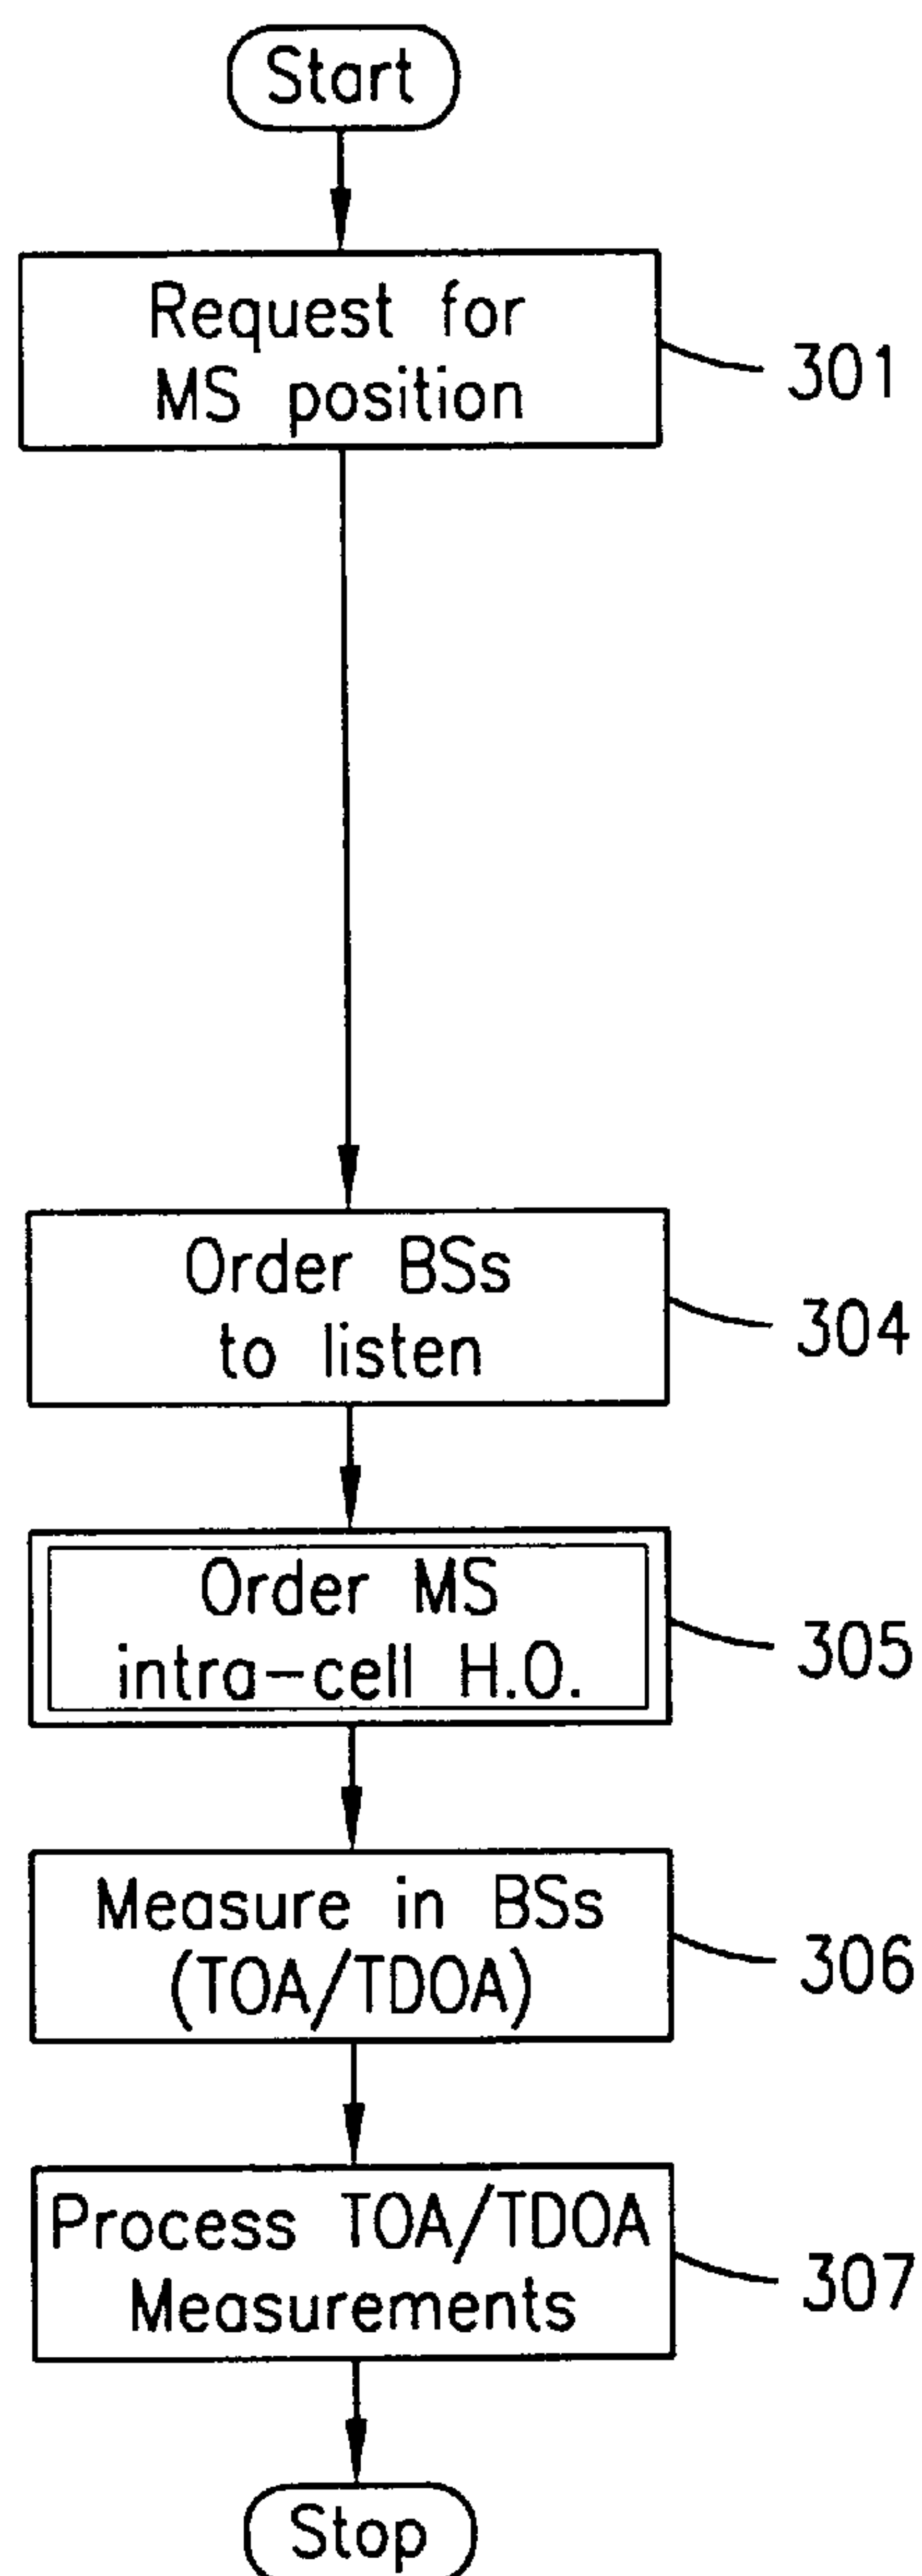 Start
Request for
MS position
301
Order BSs
to listen
304
Order MS
intra-cell H.O.
305
Measure in BSs
(TOA/TDOA)
306
Process TOA/TDOA
Measurements
307
Stop